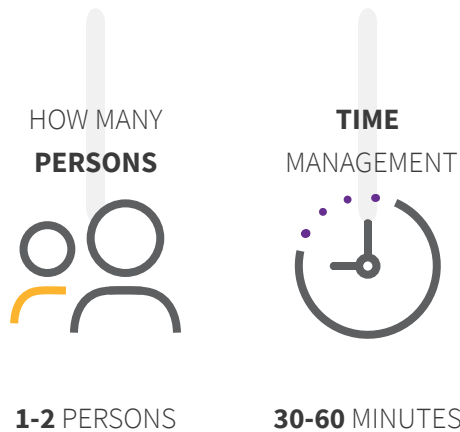 HOW MANY
PERSONS
1-2 PERSONS
TIME
MANAGEMENT
30-60 MINUTES